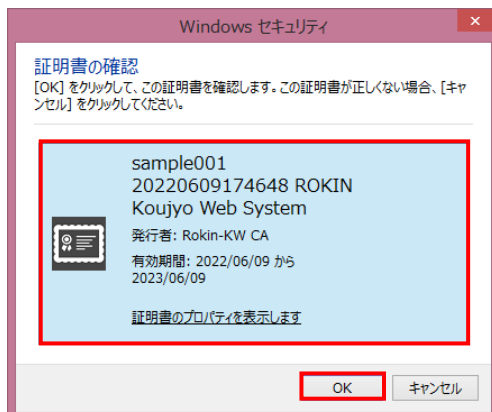 Windows セキュリティ
証明書の確認
[OK] をクリックして、この証明書を確認します。この証明書が正しくない場合、[キャ
ンセル] をクリックしてください。
sample001
20220609174648 ROKIN
Koujyo Web System
発行者: Rokin-KW CA
有効期間: 2022/06/09 から
2023/06/09
証明書のプロパティを表示します
OK
キャンセル